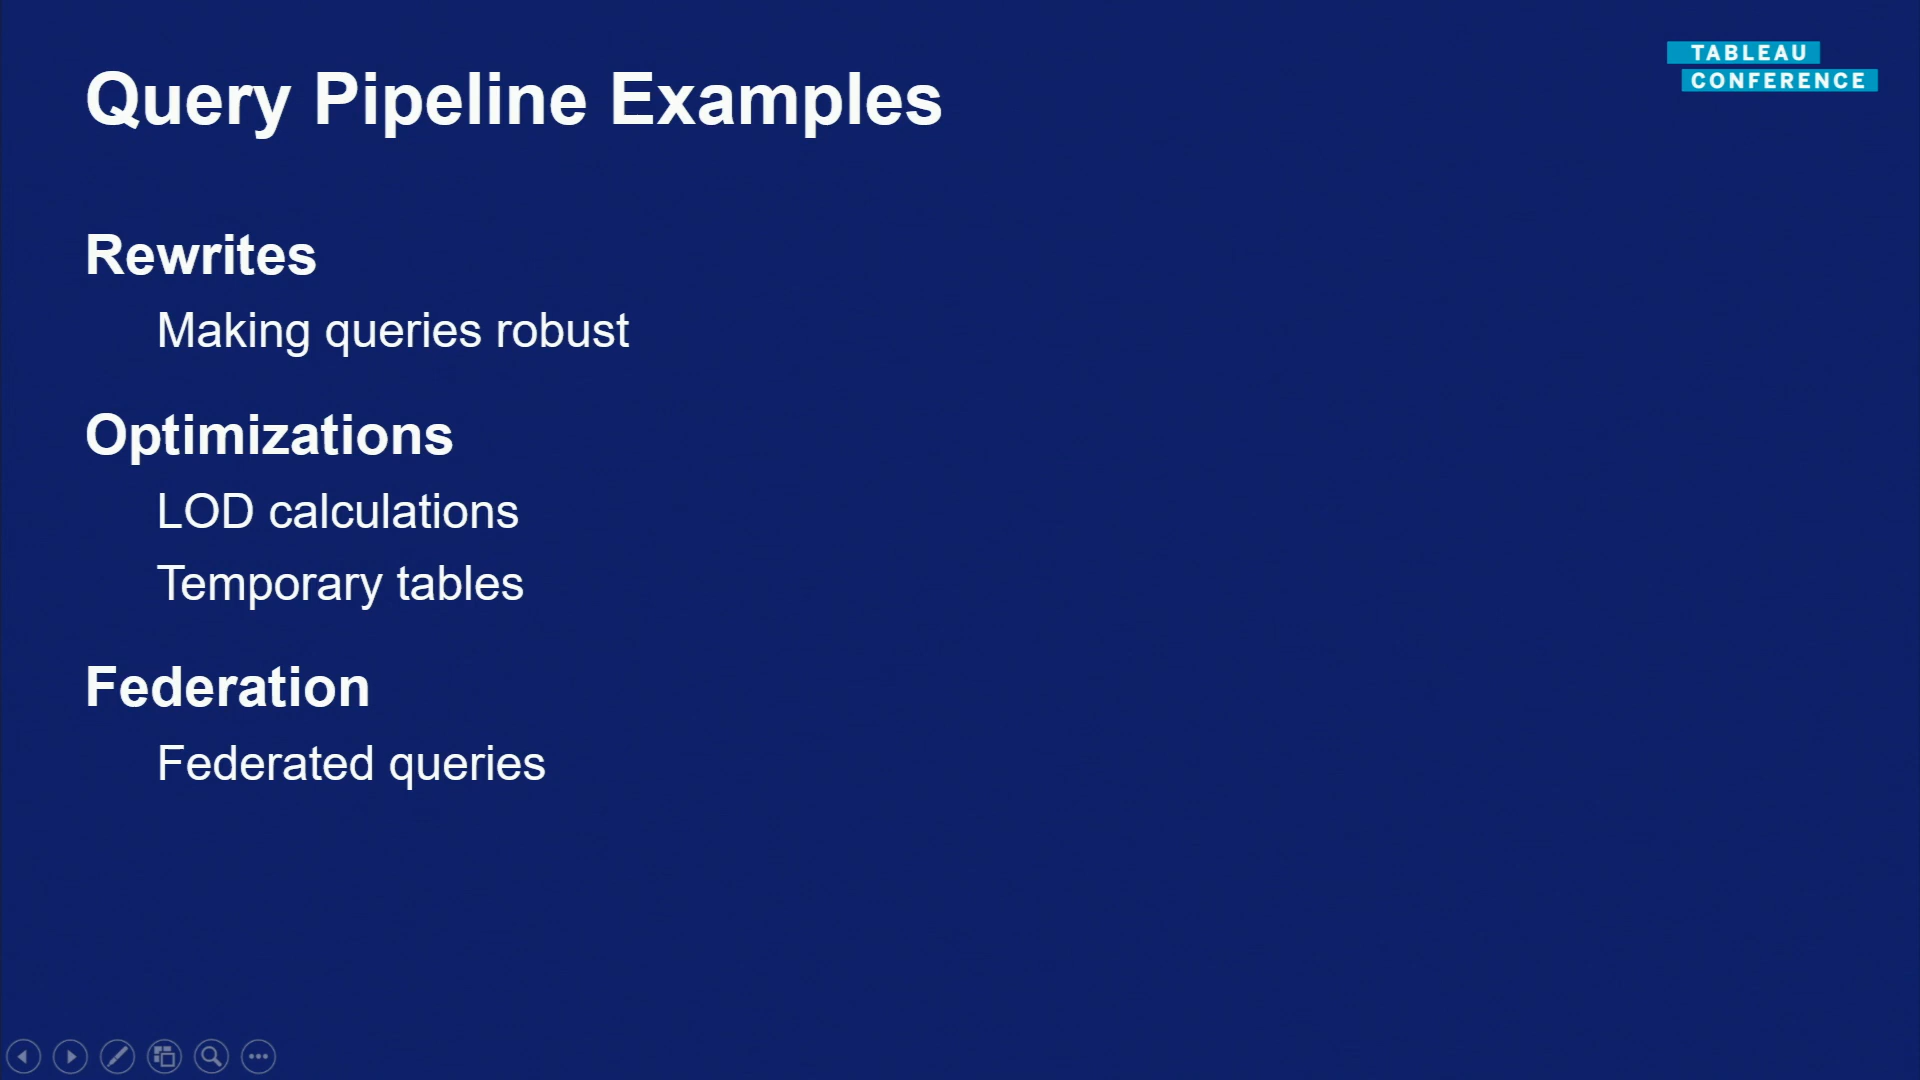 Query Pipeline Examples
TABLEAU
CONFERENCE
Rewrites
Making queries robust
Optimizations
LOD calculations
Temporary tables
Federation
Federated queries